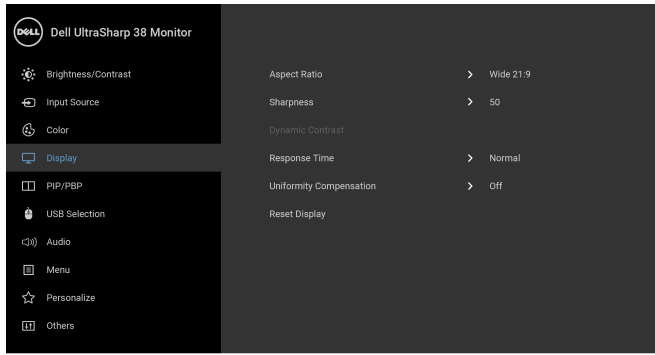 DELL Dell UltraSharp 38 Monitor
Brightness/Contrast Aspect Ratio Wide 21:9
Input Source Sharpness 50
Color Dynamic Contrast
Display Response Time Normal
PIP/PBP Uniformity Compensation Off
USB Selection Reset Display
Audio
Menu
Personalize
Others